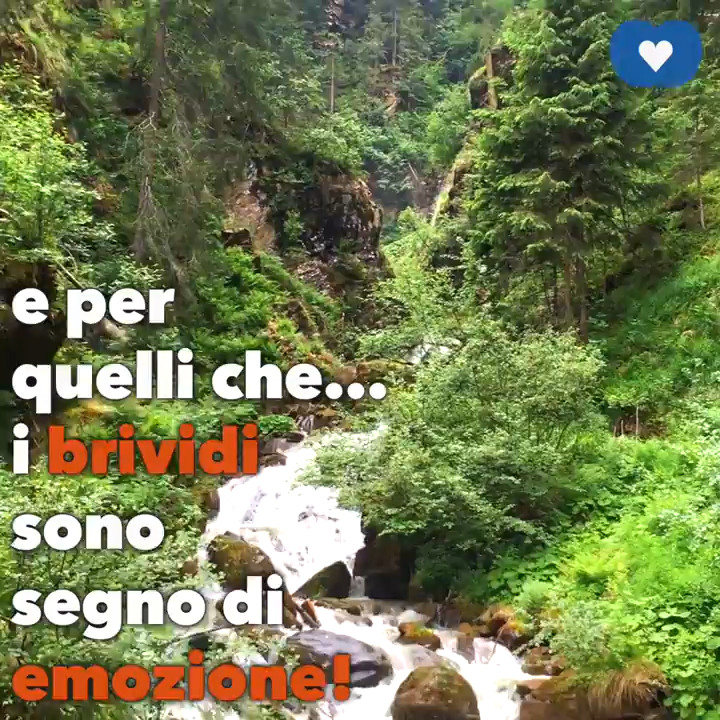 e per
quelli che...
i brividi
sono
segno di
emozione!